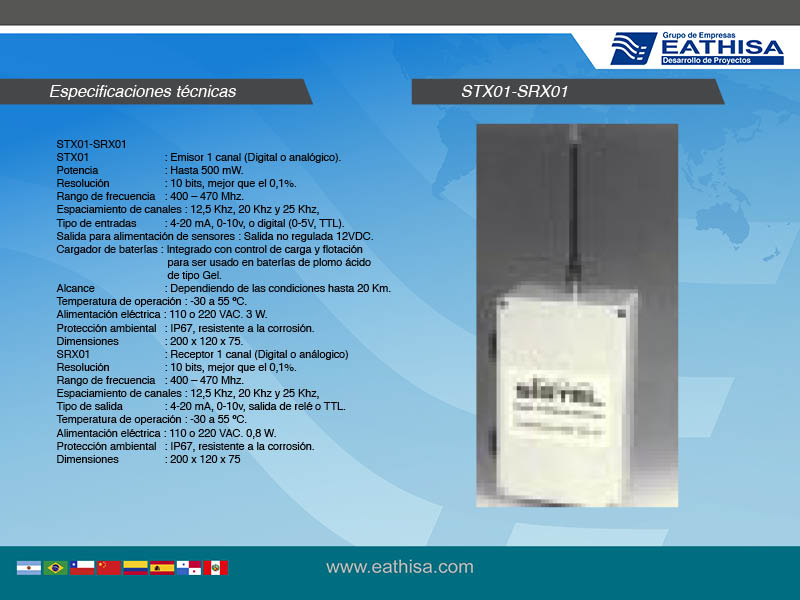 Grupo de Empresas
EATHISA
Desarrollo de Proyectos
Especificaciones técnicas
STX01-SRX01
STX01-SRX01
STX01 : Emisor 1 canal (Digital o analógico).
Potencia : Hasta 500 mW.
Resolución : 10 bits, mejor que el 0,1%.
Rango de frecuencia : 400 – 470 Mhz.
Espaciamiento de canales : 12,5 Khz, 20 Khz y 25 Khz,
Tipo de entradas : 4-20 mA, 0-10v, o digital (0-5V, TTL).
Salida para alimentación de sensores : Salida no regulada 12VDC.
Cargador de baterías : Integrado con control de carga y flotación
para ser usado en baterías de plomo ácido
de tipo Gel.
Alcance : Dependiendo de las condiciones hasta 20 Km.
Temperatura de operación : -30 a 55 ºC.
Alimentación eléctrica : 110 o 220 VAC. 3 W.
Protección ambiental : IP67, resistente a la corrosión.
Dimensiones : 200 x 120 x 75.
SRX01 : Receptor 1 canal (Digital o análogico)
Resolución : 10 bits, mejor que el 0,1%.
Rango de frecuencia : 400 – 470 Mhz.
Espaciamiento de canales : 12,5 Khz, 20 Khz y 25 Khz,
Tipo de salida : 4-20 mA, 0-10v, salida de relé o TTL.
Temperatura de operación : -30 a 55 ºC.
Alimentación eléctrica : 110 o 220 VAC. 0,8 W.
Protección ambiental : IP67, resistente a la corrosión.
Dimensiones : 200 x 120 x 75
www.eathisa.com